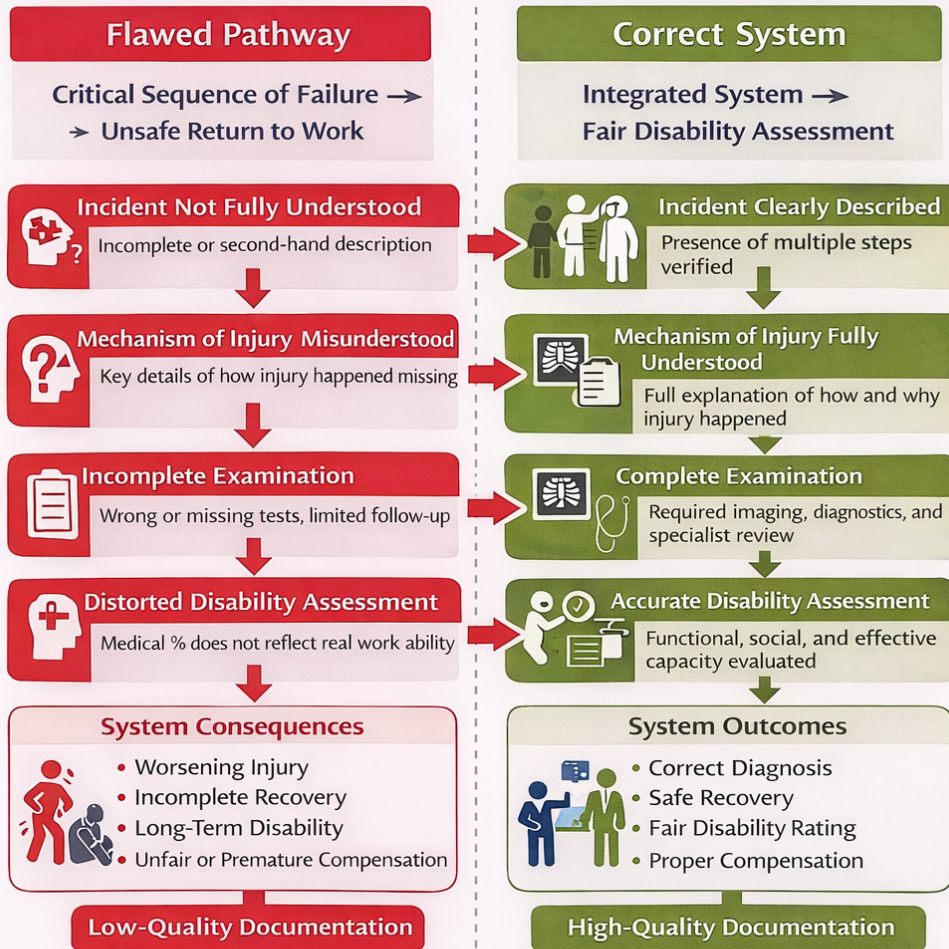 Flawed Pathway
Critical Sequence of Failure →
→ Unsafe Return to Work
Incident Not Fully Understood
Incomplete or second-hand description
Mechanism of Injury Misunderstood
Key details of how injury happened missing
Incomplete Examination
Wrong or missing tests, limited follow-up
Distorted Disability Assessment
Medical % does not reflect real work ability
System Consequences
• Worsening Injury
• Incomplete Recovery
• Long-Term Disability
• Unfair or Premature Compensation
Low-Quality Documentation
Correct System
Integrated System →
Fair Disability Assessment
Incident Clearly Described
Presence of multiple steps
verified
Mechanism of Injury Fully
Understood
Full explanation of how and why
injury happened
Complete Examination
Required imaging, diagnostics, and
specialist review
Accurate Disability Assessment
Functional, social, and effective
capacity evaluated
System Outcomes
• Correct Diagnosis
• Safe Recovery
• Fair Disability Rating
• Proper Compensation
High-Quality Documentation